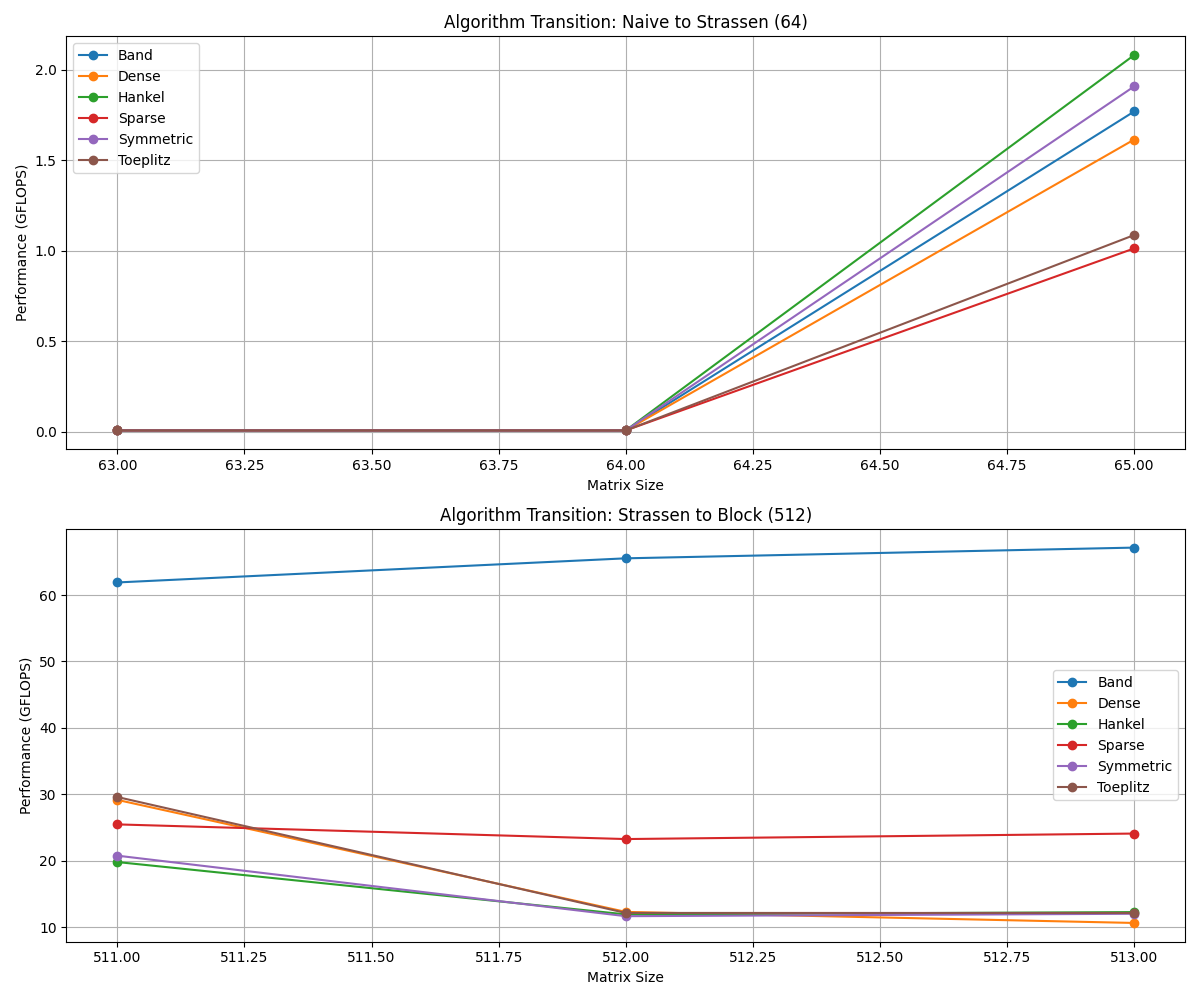 Algorithm Transition: Naive to Strassen (64)
Performance (GFLOPS)
2.0
1.5
1.0
0.5
0.0
Band
Dense
Hankel
Sparse
Symmetric
Toeplitz
63.00 63.25 63.50 63.75 64.00 64.25 64.50 64.75 65.00
Matrix Size
Algorithm Transition: Strassen to Block (512)
Performance (GFLOPS)
60
50
40
30
20
10
Band
Dense
Hankel
Sparse
Symmetric
Toeplitz
511.00 511.25 511.50 511.75 512.00 512.25 512.50 512.75 513.00
Matrix Size